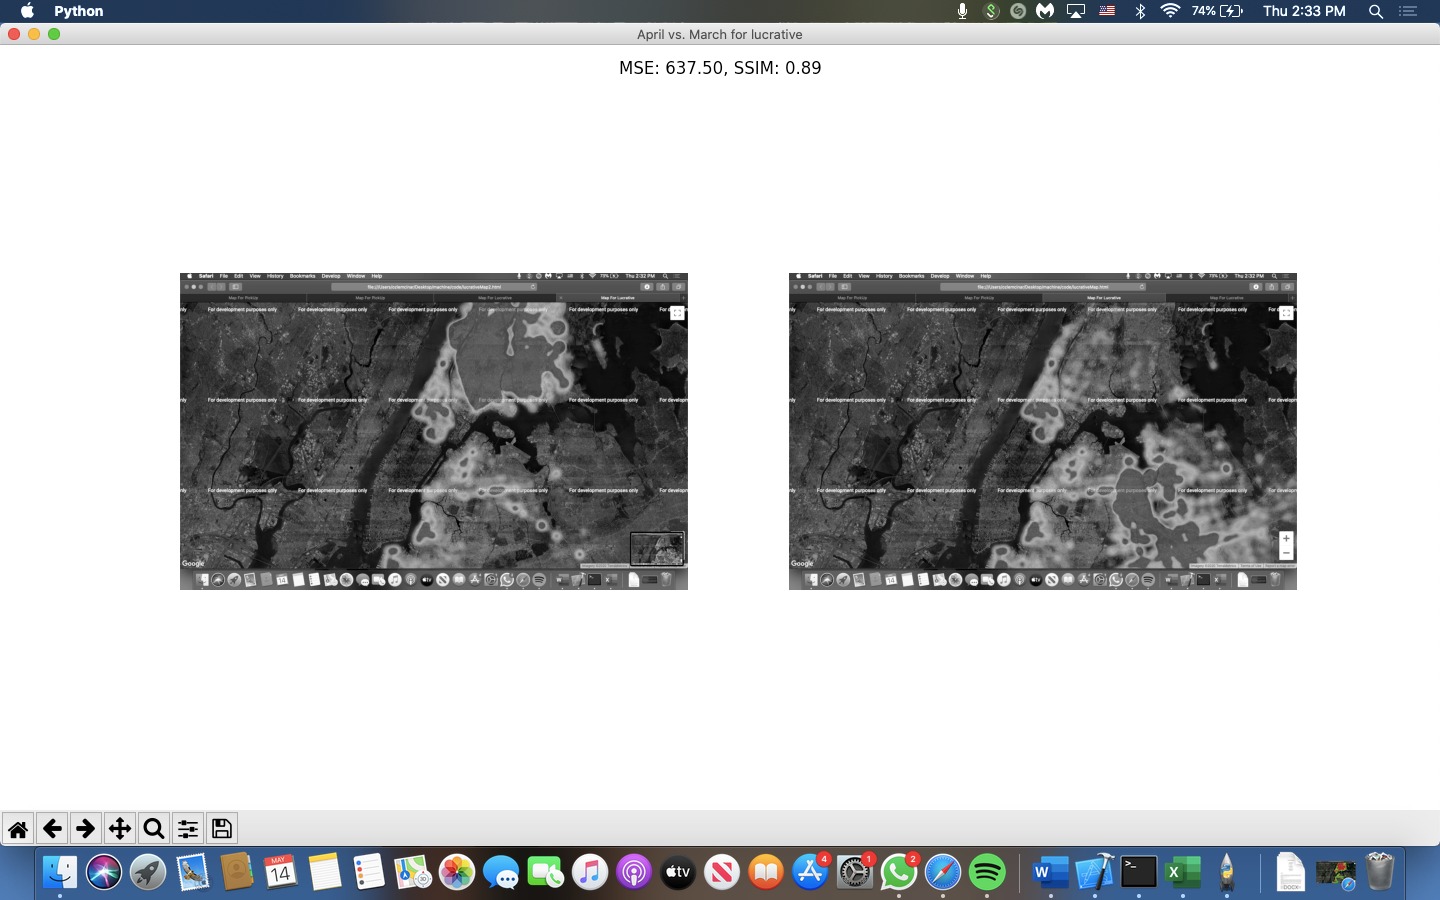 Python
74%
Thu 2:33 PM
April vs. March for lucrative
MSE: 637.50, SSIM: 0.89
Safari File Edit View History Bookmarks Develop Window Help
Thu 2:32 PM
Map For PickUp
Map For PickUp
Map For Lucrative
Map For Lucrative
For development purposes only For development purposes only For development purposes only For development purposes only For development purposes only
For development purposes only For development purposes only For development purposes only For development purposes only For development purposes only
For development purposes only For development purposes only For development purposes only For development purposes only For development purposes only
Google
Safari File Edit View History Bookmarks Develop Window Help
Thu 2:32 PM
Map For PickUp
Map For PickUp
Map For Lucrative
Map For Lucrative
For development purposes only For development purposes only For development purposes only For development purposes only For development purposes only
For development purposes only For development purposes only For development purposes only For development purposes only For development purposes only
For development purposes only For development purposes only For development purposes only For development purposes only For development purposes only
Google
MAY
14
tv
4
1
2
W
>_
X
DOCX